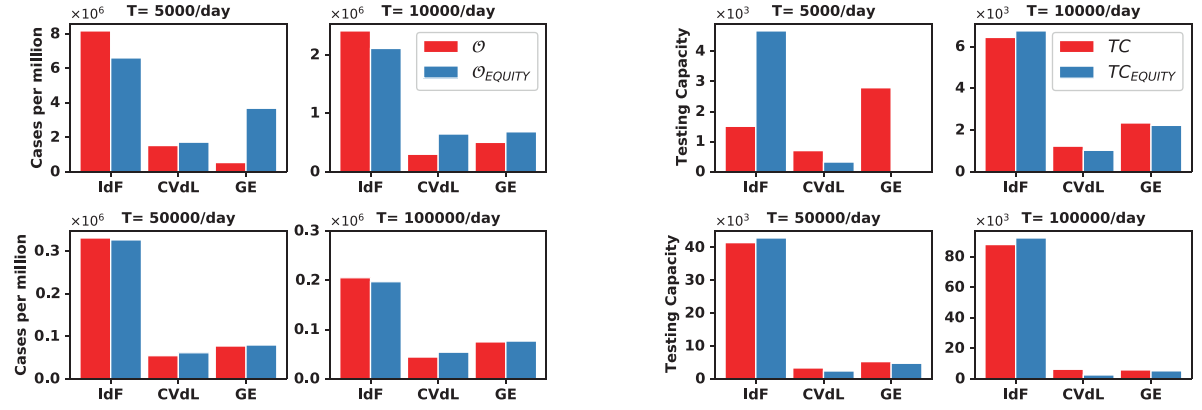 ×10⁶ T= 5000/day
8
6
4
2
0
Cases per million
IdF CVdL GE
×10⁶ T= 10000/day
2
1
0
𝒪
𝒪EQUITY
IdF CVdL GE
×10³ T= 5000/day
4
3
2
1
0
Testing Capacity
IdF CVdL GE
×10³ T= 10000/day
6
4
2
0
TC
TCEQUITY
IdF CVdL GE
×10⁶ T= 50000/day
0.3
0.2
0.1
0.0
Cases per million
IdF CVdL GE
×10⁶ T= 100000/day
0.3
0.2
0.1
0.0
IdF CVdL GE
×10³ T= 50000/day
40
30
20
10
0
Testing Capacity
IdF CVdL GE
×10³ T= 100000/day
80
60
40
20
0
IdF CVdL GE